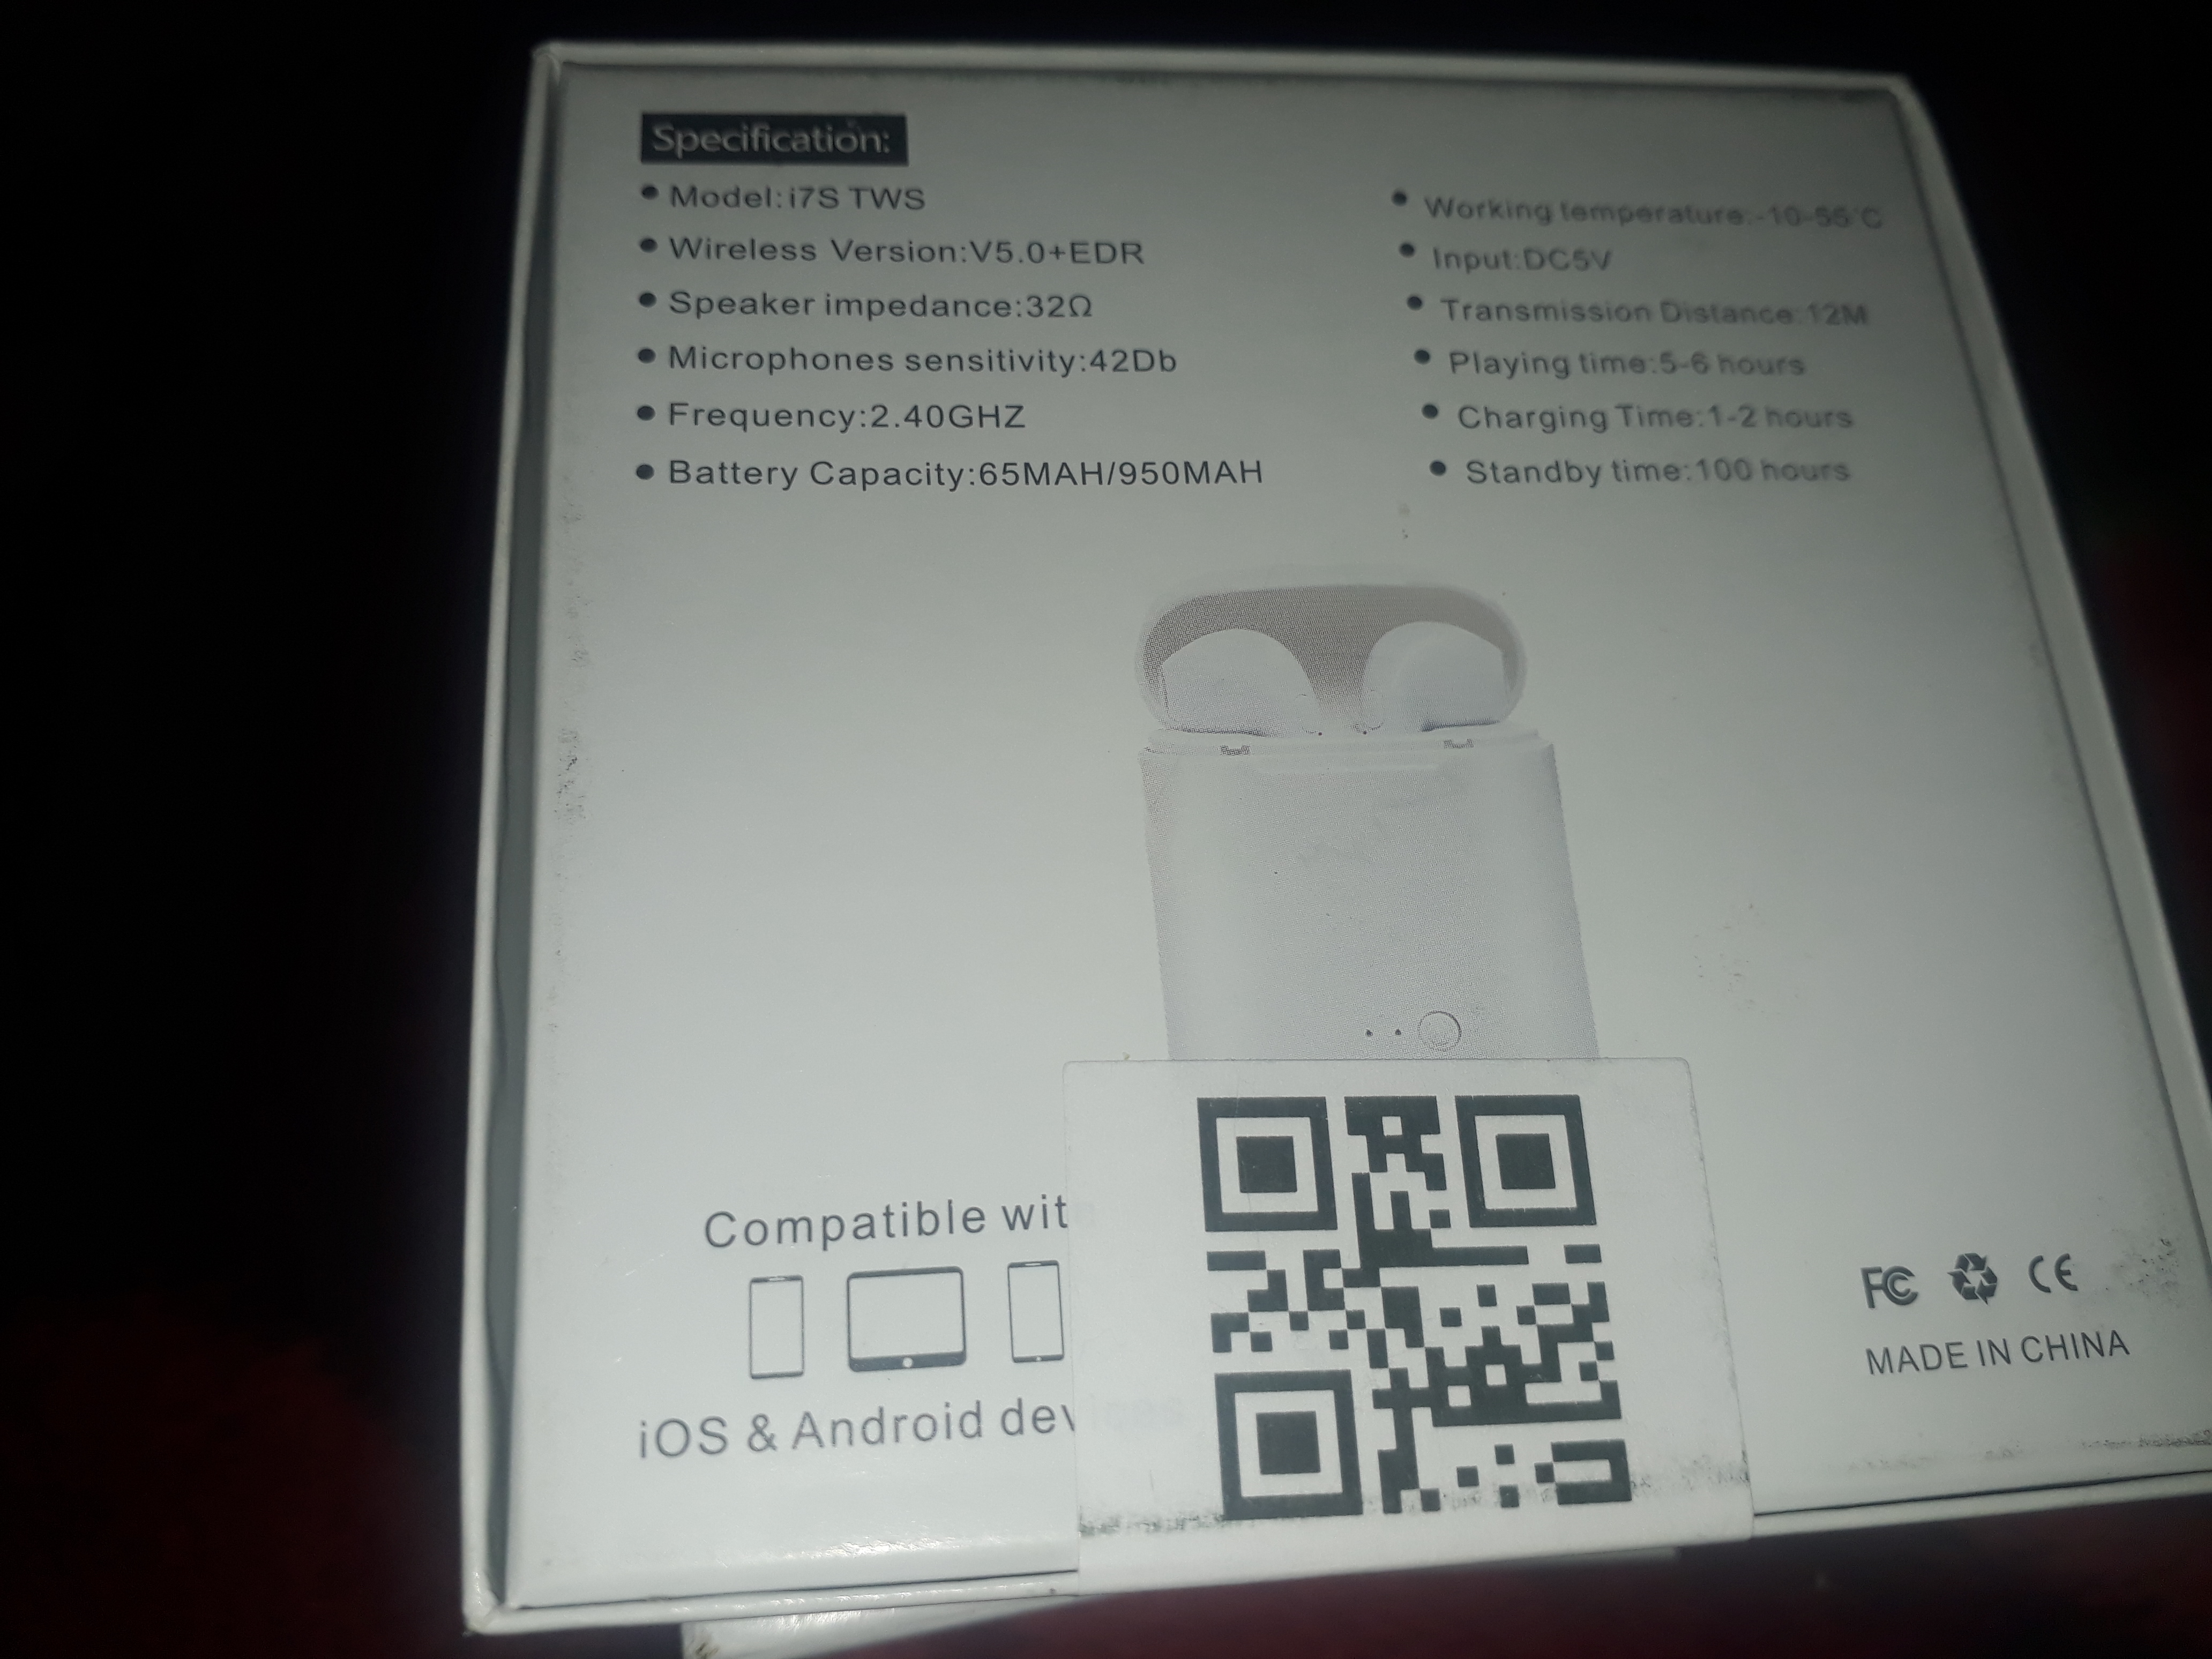 Specification:
Model:i7S TWS
Wireless Version:V5.0+EDR
Speaker impedance:32Ω
Microphones sensitivity:42Db
Frequency:2.40GHZ
Battery Capacity:65MAH/950MAH
Working temperature:-10-55°C
Input:DC5V
Transmission Distance:12M
Playing time:5-6 hours
Charging Time:1-2 hours
Standby time:100 hours
Compatible wit
iOS & Android dev
FC CE
MADE IN CHINA